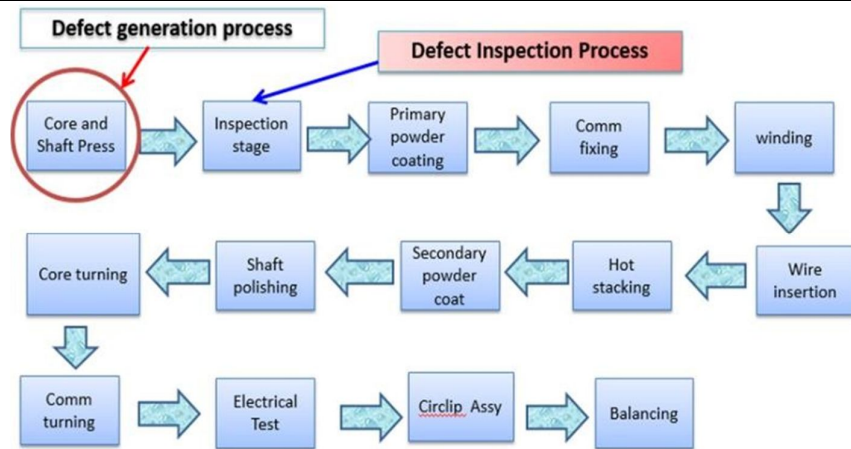 Defect generation process
Defect Inspection Process
Core and
Shaft Press
Inspection
stage
Primary
powder
coating
Comm
fixing
winding
Wire
insertion
Hot
stacking
Secondary
powder
coat
Shaft
polishing
Core turning
Comm
turning
Electrical
Test
Circlip Assy
Balancing